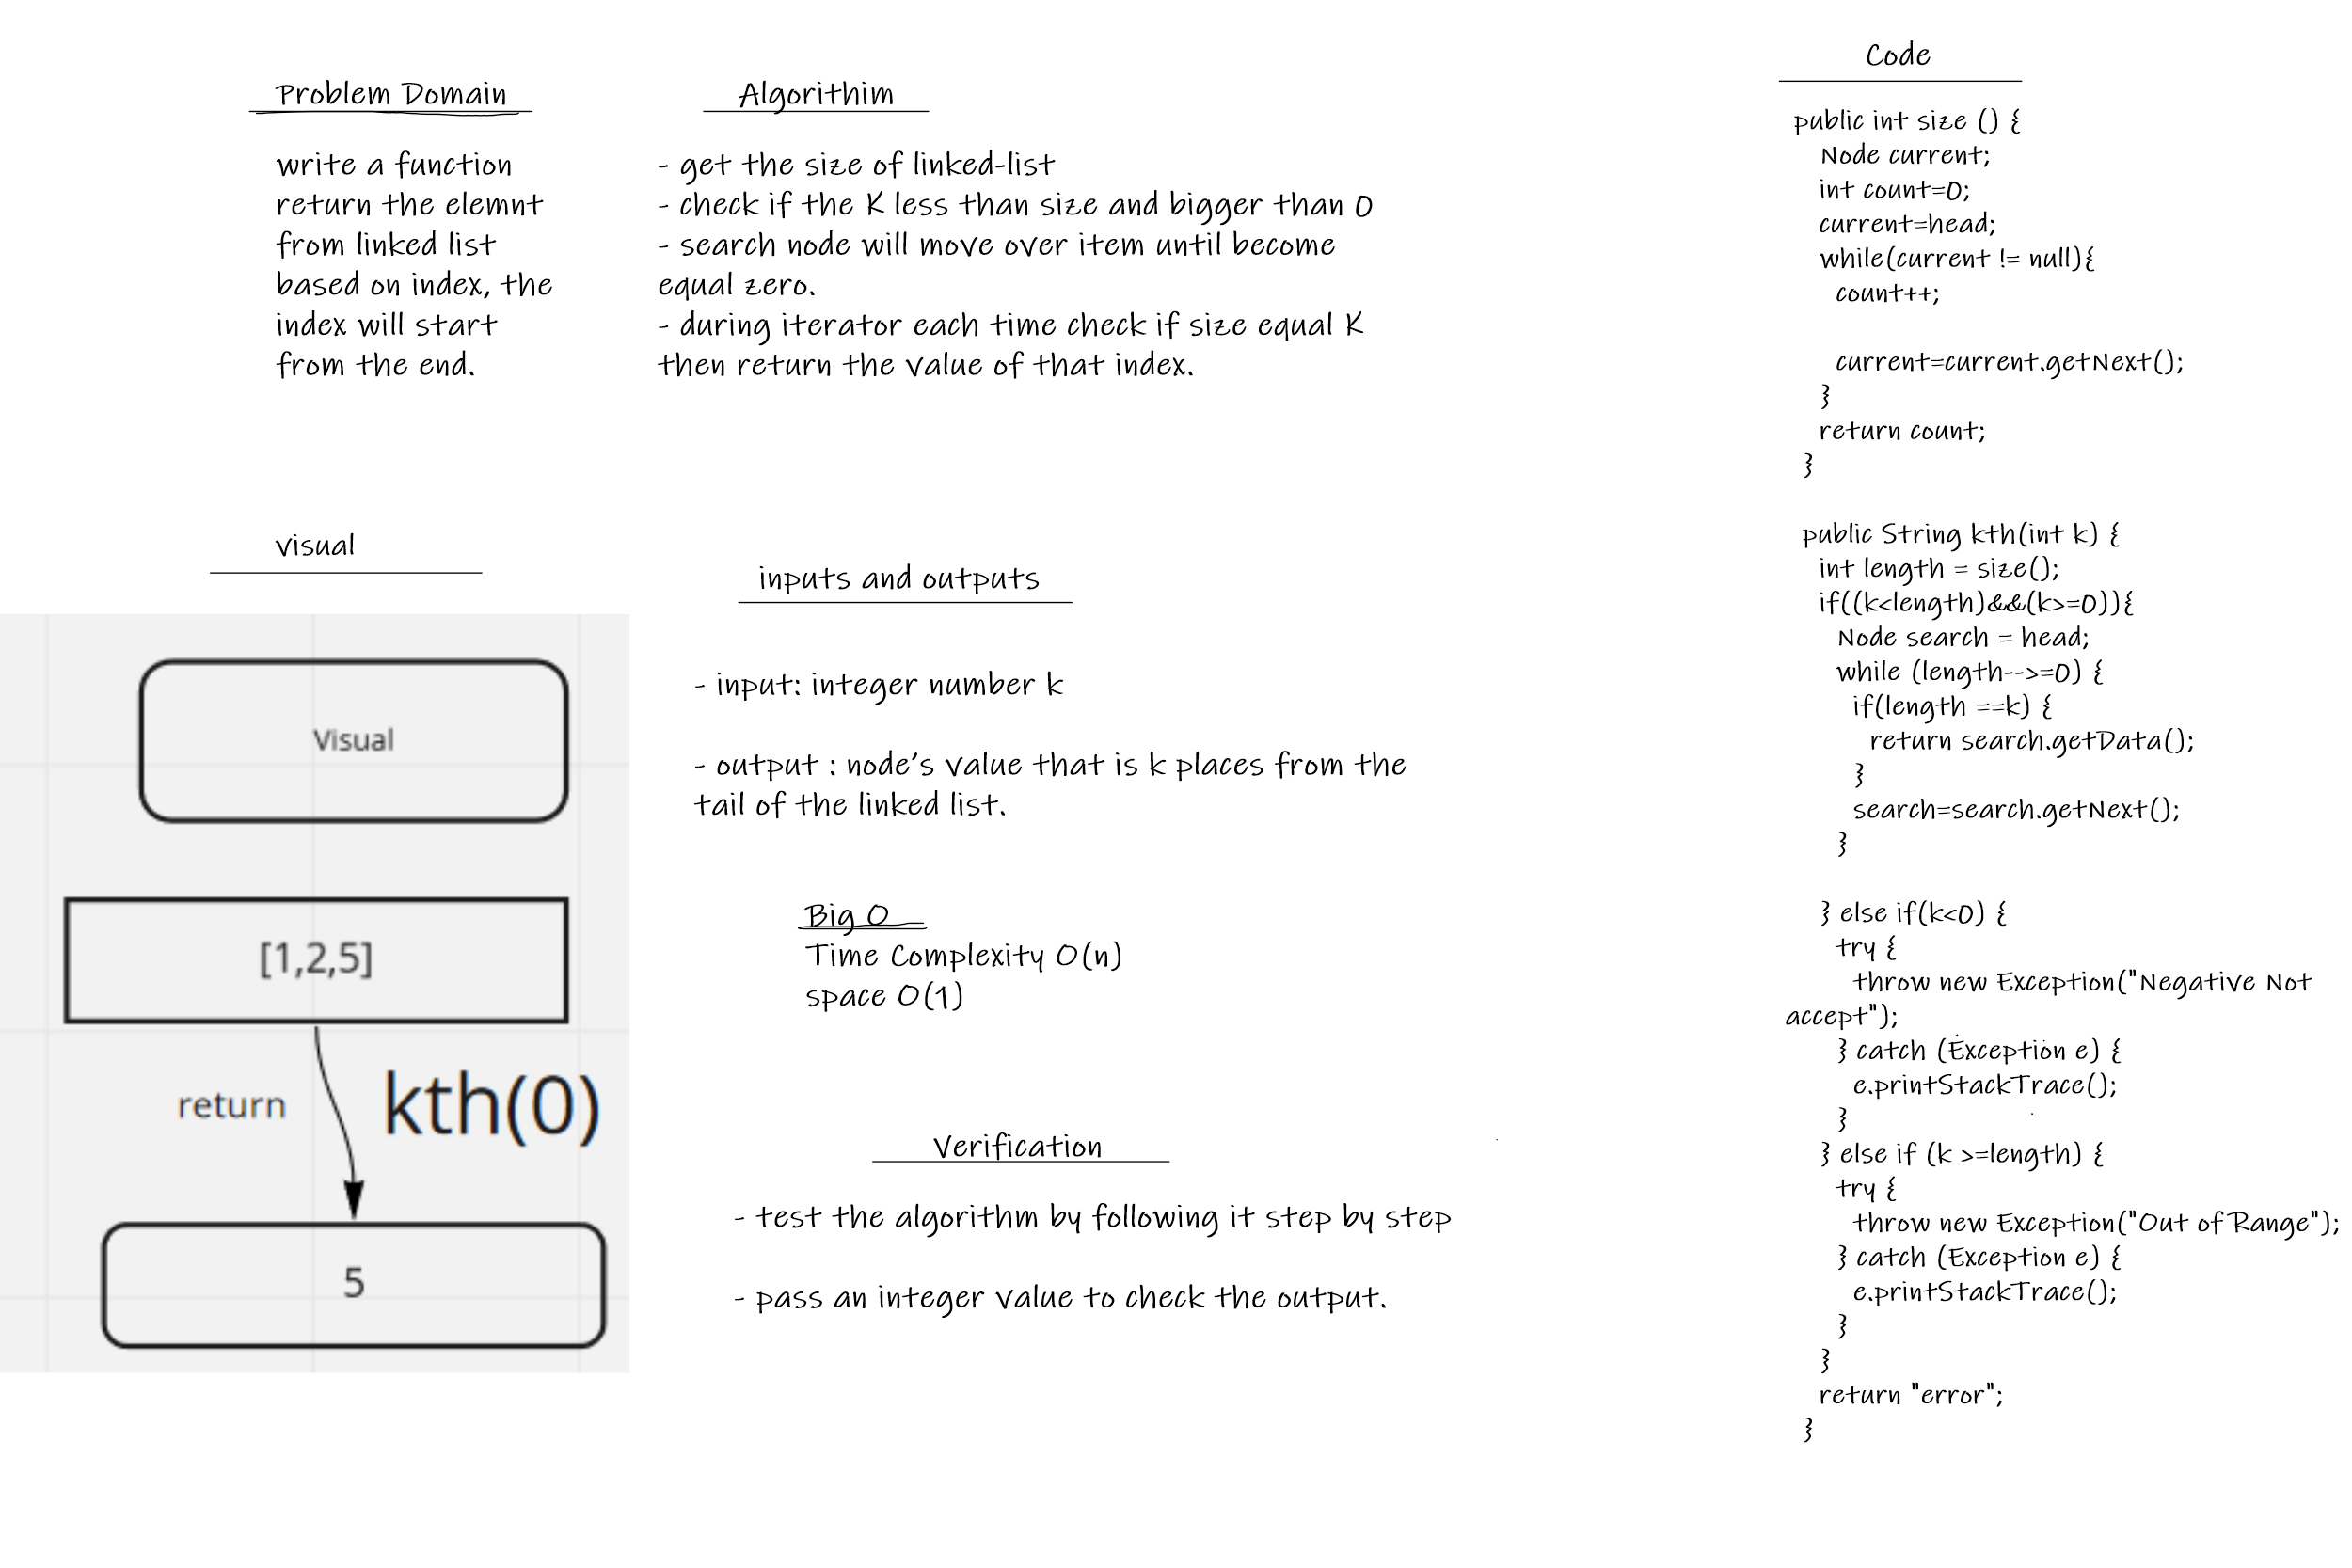 Problem Domain
write a function
return the elemnt
from linked list
based on index, the
index will start
from the end.
Algorithim
- get the size of linked-list
- check if the K less than size and bigger than 0
- search node will move over item until become
equal zero.
- during iterator each time check if size equal K
then return the value of that index.
visual
Visual
[1,2,5]
return
kth(0)
5
inputs and outputs
- input: integer number k
- output : node's value that is k places from the
tail of the linked list.
Big O
Time Complexity O(n)
space O(1)
Verification
- test the algorithm by following it step by step
- pass an integer value to check the output.
Code
public int size () {
Node current;
int count=0;
current=head;
while(current != null){
count++;
current=current.getNext();
}
return count;
}
public String kth(int k) {
int length = size();
if((k<length)&&(k>=0)){
Node search = head;
while (length-->=0) {
if(length ==k) {
return search.getData();
}
search=search.getNext();
}
} else if(k<0) {
try {
throw new Exception("Negative Not
accept");
} catch (Exception e) {
e.printStackTrace();
}
} else if (k >=length) {
try {
throw new Exception("Out of Range");
} catch (Exception e) {
e.printStackTrace();
}
}
return "error";
}